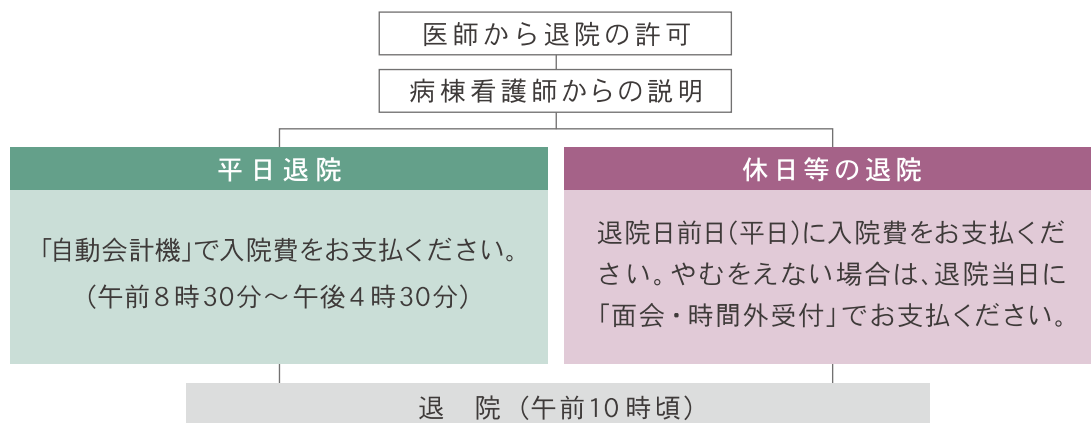 医師から退院の許可
病棟看護師からの説明
平日退院
「自動会計機」で入院費をお支払ください。
（午前8時30分～午後4時30分）
休日等の退院
退院日前日（平日）に入院費をお支払くだ
さい。やむをえない場合は、退院当日に
「面会・時間外受付」でお支払ください。
退　院（午前10時頃）